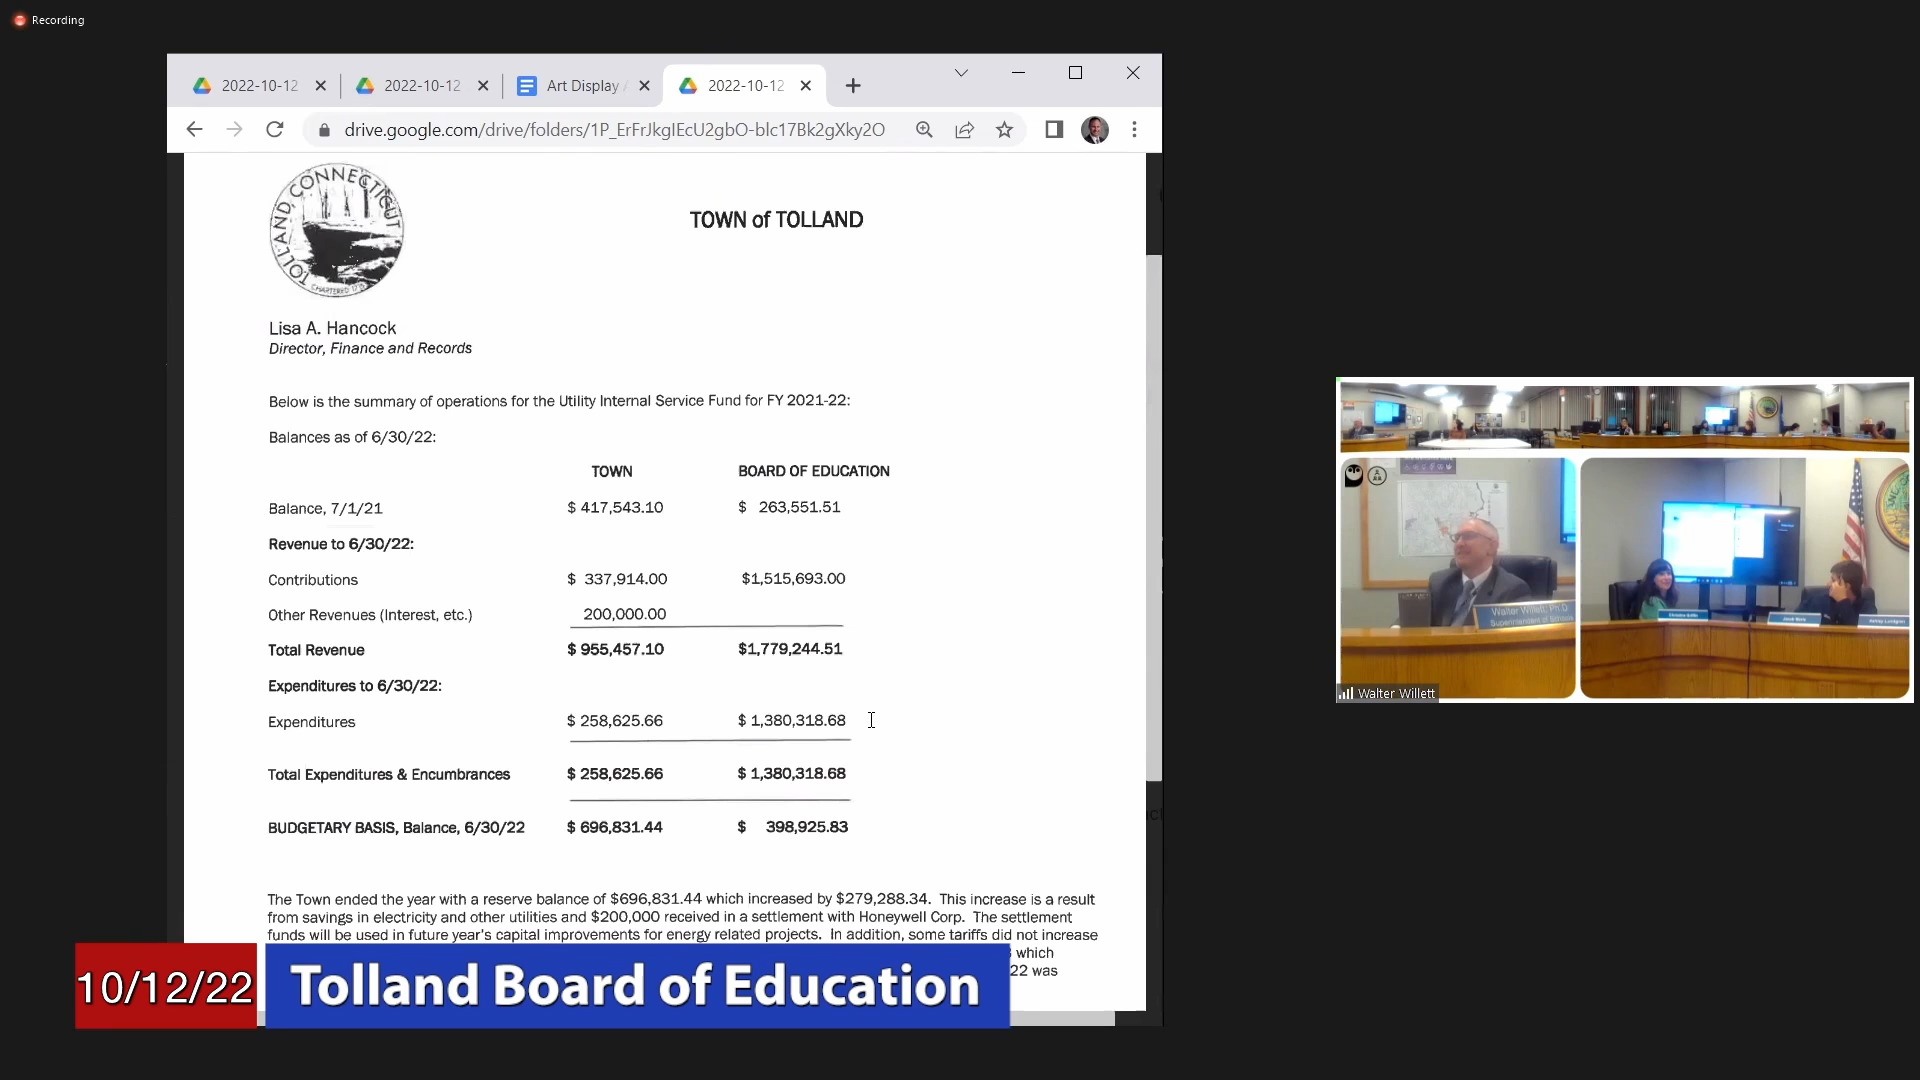 Recording
2022-10-12
2022-10-12
Art Display
2022-10-12
drive.google.com/drive/folders/1P_ErFrJkgIEcU2gbO-blc17Bk2gXky2O
TOLLAND, CONNECTICUT
TOWN of TOLLAND
Lisa A. Hancock
Director, Finance and Records
Below is the summary of operations for the Utility Internal Service Fund for FY 2021-22:
Balances as of 6/30/22:
TOWN BOARD OF EDUCATION
Balance, 7/1/21 $ 417,543.10 $ 263,551.51
Revenue to 6/30/22:
Contributions $ 337,914.00 $1,515,693.00
Other Revenues (Interest, etc.) 200,000.00
Total Revenue $ 955,457.10 $1,779,244.51
Expenditures to 6/30/22:
Expenditures $ 258,625.66 $ 1,380,318.68
Total Expenditures & Encumbrances $ 258,625.66 $ 1,380,318.68
BUDGETARY BASIS, Balance, 6/30/22 $ 696,831.44 $ 398,925.83
The Town ended the year with a reserve balance of $696,831.44 which increased by $279,288.34. This increase is a result
from savings in electricity and other utilities and $200,000 received in a settlement with Honeywell Corp. The settlement
funds will be used in future year's capital improvements for energy related projects. In addition, some tariffs did not increase
which
22 was
10/12/22 Tolland Board of Education
Walter Willett, Ph.D
Superintendent of Schools
Walter Willett